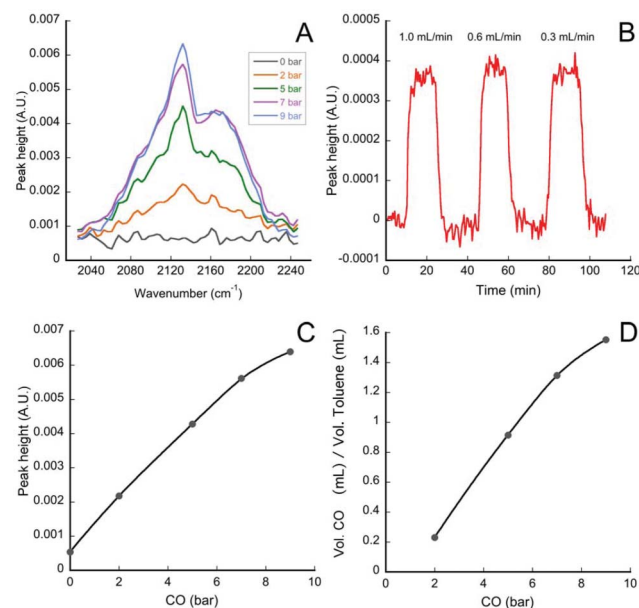 A
0.007
0.006
0.005
0.004
0.003
0.002
0.001
0
Peak height (A.U.)
0 bar
2 bar
5 bar
7 bar
9 bar
2040 2080 2120 2160 2200 2240
Wavenumber (cm-1)
B
0.0005
0.0004
0.0003
0.0002
0.0001
0
-0.0001
Peak height (A.U.)
1.0 mL/min 0.6 mL/min 0.3 mL/min
0 20 40 60 80 100 120
Time (min)
C
0.007
0.006
0.005
0.004
0.003
0.002
0.001
0
Peak height (A.U.)
0 2 4 6 8 10
CO (bar)
D
1.6
1.4
1.2
1
0.8
0.6
0.4
0.2
0
Vol. CO (mL) / Vol. Toluene (mL)
0 2 4 6 8 10
CO (bar)